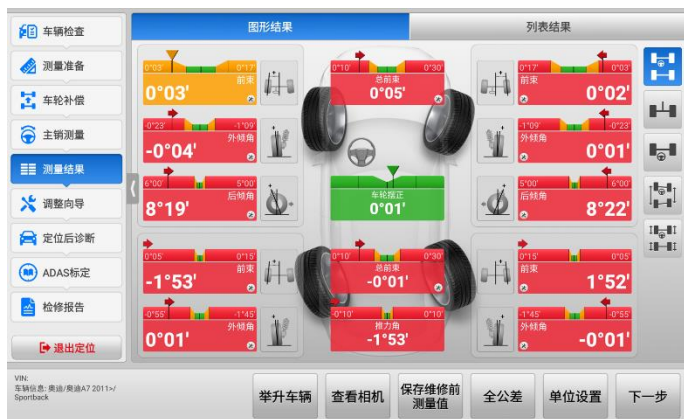 图形结果
列表结果
车辆检查
测量准备
车轮补偿
主销测量
测量结果
调整向导
定位后诊断
ADAS标定
检修报告
退出定位
0°03' 0°17'
前束
0°03'
-0°23' -1°09'
外倾角
-0°04'
6°00' 5°00'
后倾角
8°19'
0°10' 0°30'
总前束
0°05'
车轮摆正
0°01'
0°17' 0°03'
前束
0°02'
-1°09' -0°23'
外倾角
0°01'
5°00' 6°00'
后倾角
8°22'
0°05' 0°15'
前束
-1°53'
-0°55' -1°45'
外倾角
0°01'
0°10' 0°30'
总前束
-0°01'
-0°10' 0°10'
推力角
-1°53'
0°15' 0°05'
前束
1°52'
-1°45' -0°55'
外倾角
-0°01'
VIN:
车辆信息: 奥迪/奥迪A7 2011>/
Sportback
举升车辆
查看相机
保存维修前
测量值
全公差
单位设置
下一步